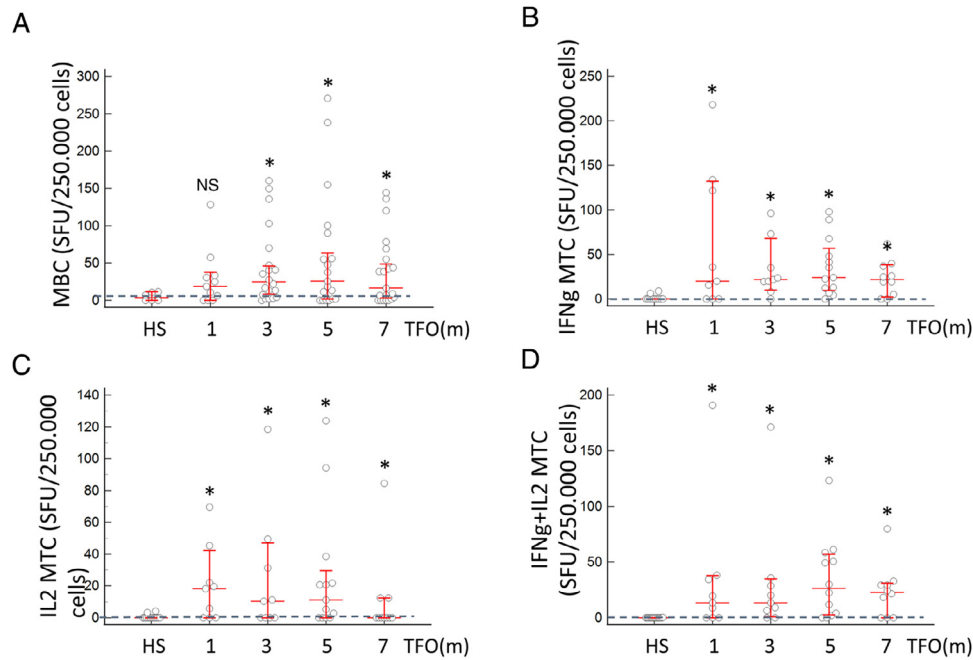 A
MBC (SFU/250.000 cells)
300
250
200
150
100
50
0
NS
*
*
*
HS 1 3 5 7 TFO(m)
B
IFNg MTC (SFU/250.000 cells)
250
200
150
100
50
0
*
*
*
*
HS 1 3 5 7 TFO(m)
C
IL2 MTC (SFU/250.000
cells)
140
120
100
80
60
40
20
0
*
*
*
*
HS 1 3 5 7 TFO(m)
D
IFNg+IL2 MTC
(SFU/250.000 cells)
200
150
100
50
0
*
*
*
*
HS 1 3 5 7 TFO(m)